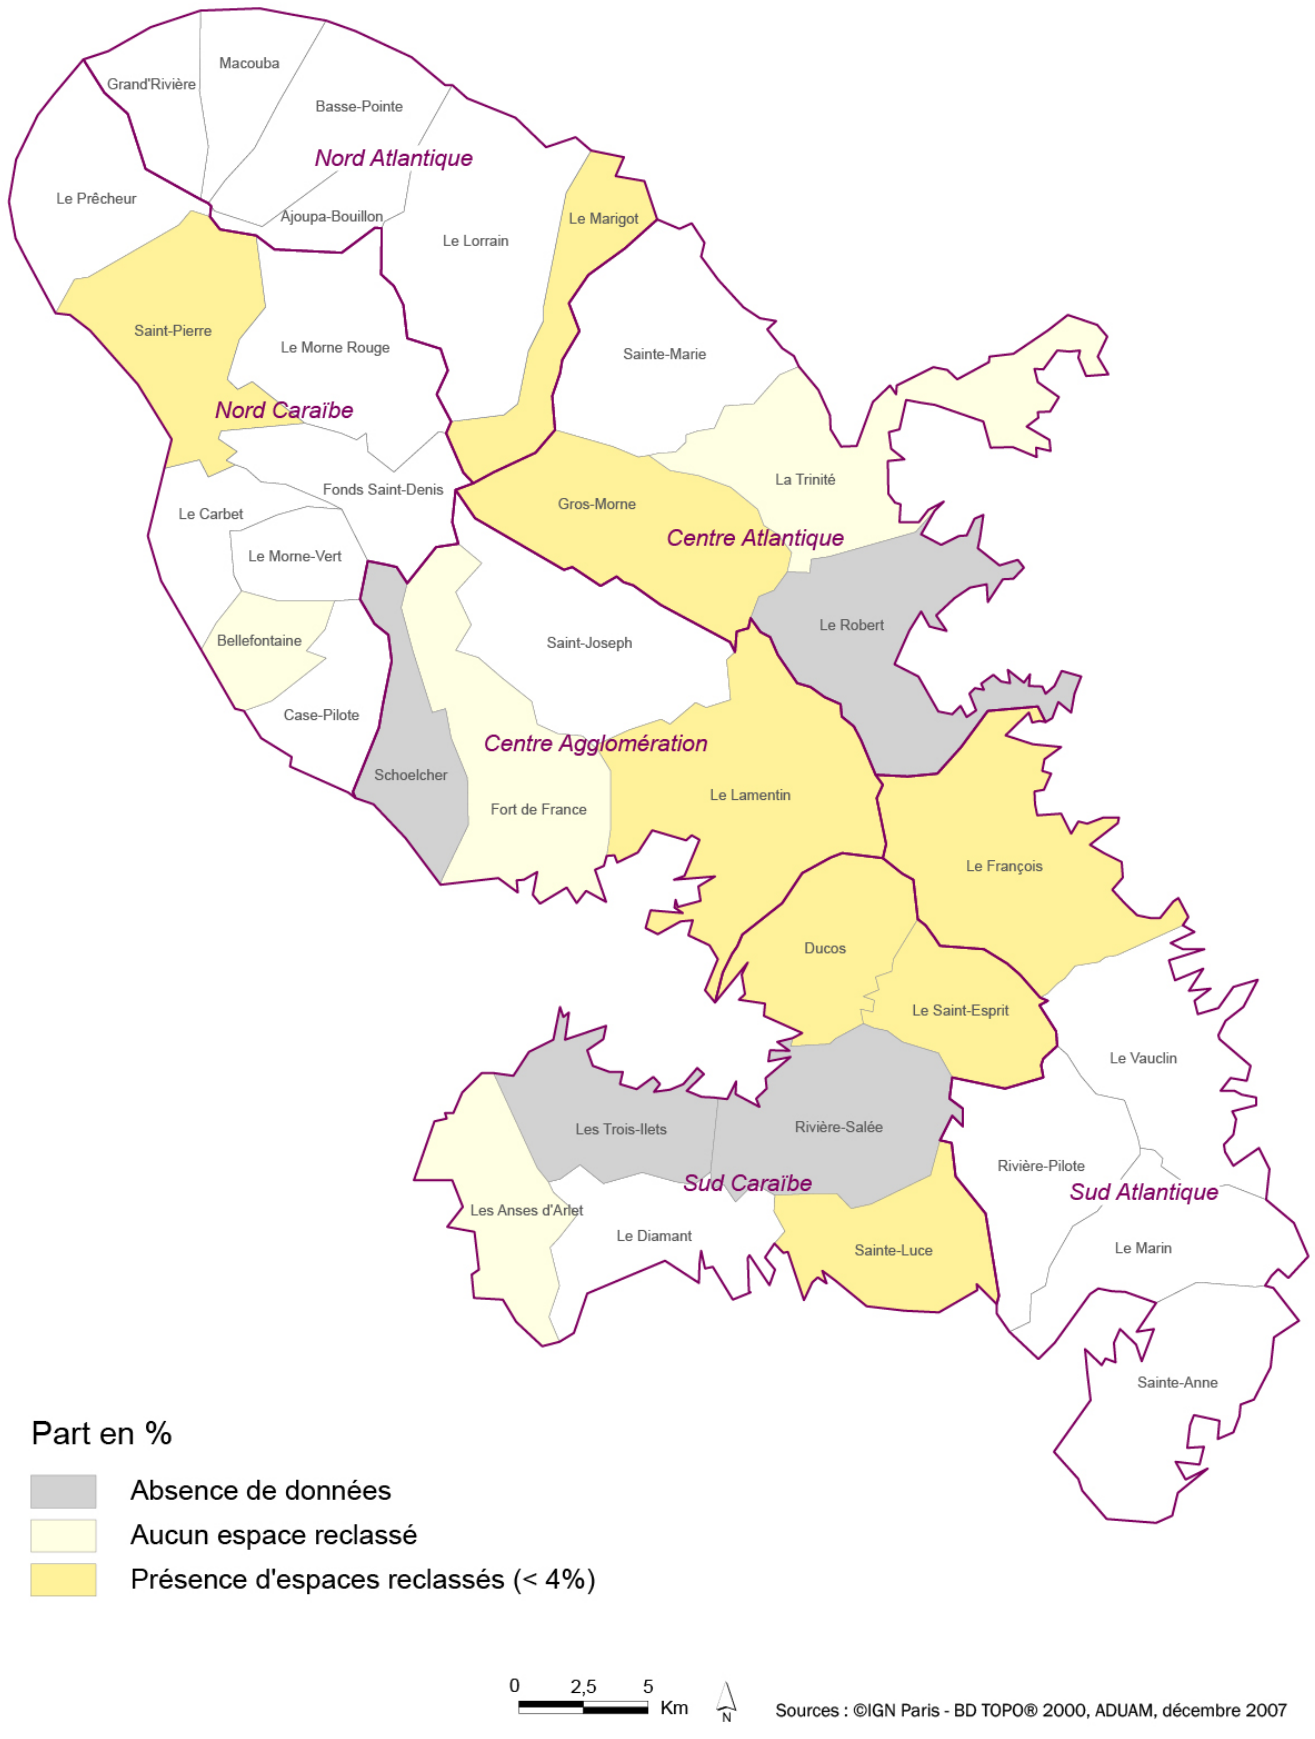 Macouba
Grand'Rivière
Basse-Pointe
Nord Atlantique
Le Prêcheur
Ajoupa-Bouillon
Le Marigot
Le Lorrain
Saint-Pierre
Le Morne Rouge
Sainte-Marie
Nord Caraïbe
La Trinité
Fonds Saint-Denis
Gros-Morne
Le Carbet
Centre Atlantique
Le Morne-Vert
Le Robert
Bellefontaine
Saint-Joseph
Case-Pilote
Centre Agglomération
Schoelcher
Le Lamentin
Fort de France
Le François
Ducos
Le Saint-Esprit
Le Vauclin
Les Trois-Ilets
Rivière-Salée
Rivière-Pilote
Sud Caraïbe
Sud Atlantique
Les Anses d'Arlet
Le Diamant
Sainte-Luce
Le Marin
Sainte-Anne
Part en %
Absence de données
Aucun espace reclassé
Présence d'espaces reclassés (< 4%)
0 2,5 5
Km
N
Sources : ©IGN Paris - BD TOPO® 2000, ADUAM, décembre 2007